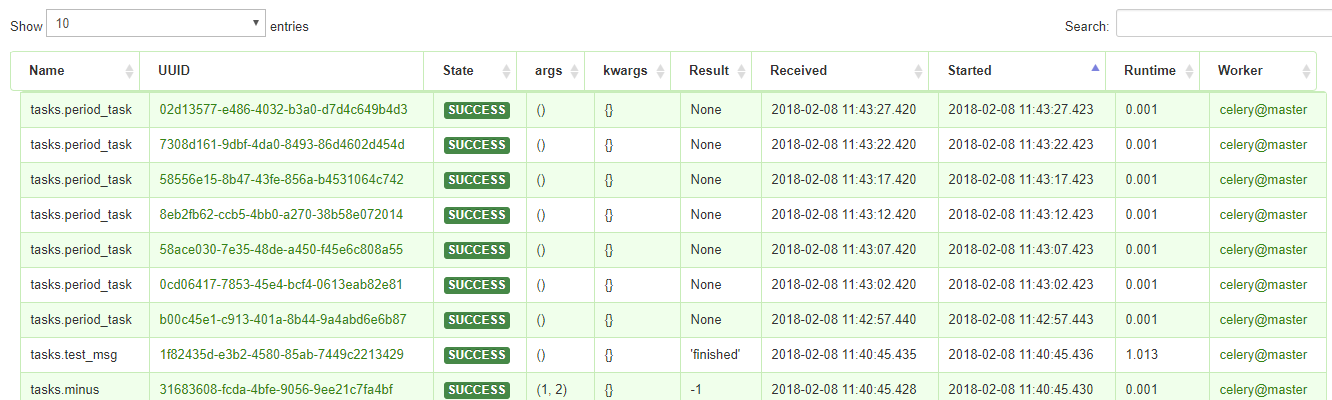 Show 10 entries Search:
Name UUID State args kwargs Result Received Started Runtime Worker
tasks.period_task 02d13577-e486-4032-b3a0-d7d4c649b4d3 SUCCESS () {} None 2018-02-08 11:43:27.420 2018-02-08 11:43:27.423 0.001 celery@master
tasks.period_task 7308d161-9dbf-4da0-8493-86d4602d454d SUCCESS () {} None 2018-02-08 11:43:22.420 2018-02-08 11:43:22.423 0.001 celery@master
tasks.period_task 58556e15-8b47-43fe-856a-b4531064c742 SUCCESS () {} None 2018-02-08 11:43:17.420 2018-02-08 11:43:17.423 0.001 celery@master
tasks.period_task 8eb2fb62-ccb5-4bb0-a270-38b58e072014 SUCCESS () {} None 2018-02-08 11:43:12.420 2018-02-08 11:43:12.423 0.001 celery@master
tasks.period_task 58ace030-7e35-48de-a450-f45e6c808a55 SUCCESS () {} None 2018-02-08 11:43:07.420 2018-02-08 11:43:07.423 0.001 celery@master
tasks.period_task 0cd06417-7853-45e4-bcf4-0613eab82e81 SUCCESS () {} None 2018-02-08 11:43:02.420 2018-02-08 11:43:02.423 0.001 celery@master
tasks.period_task b00c45e1-c913-401a-8b44-9a4abd6e6b87 SUCCESS () {} None 2018-02-08 11:42:57.440 2018-02-08 11:42:57.443 0.001 celery@master
tasks.test_msg 1f82435d-e3b2-4580-85ab-7449c2213429 SUCCESS () {} 'finished' 2018-02-08 11:40:45.435 2018-02-08 11:40:45.436 1.013 celery@master
tasks.minus 31683608-fcda-4bfe-9056-9ee21c7fa4bf SUCCESS (1, 2) {} -1 2018-02-08 11:40:45.428 2018-02-08 11:40:45.430 0.001 celery@master